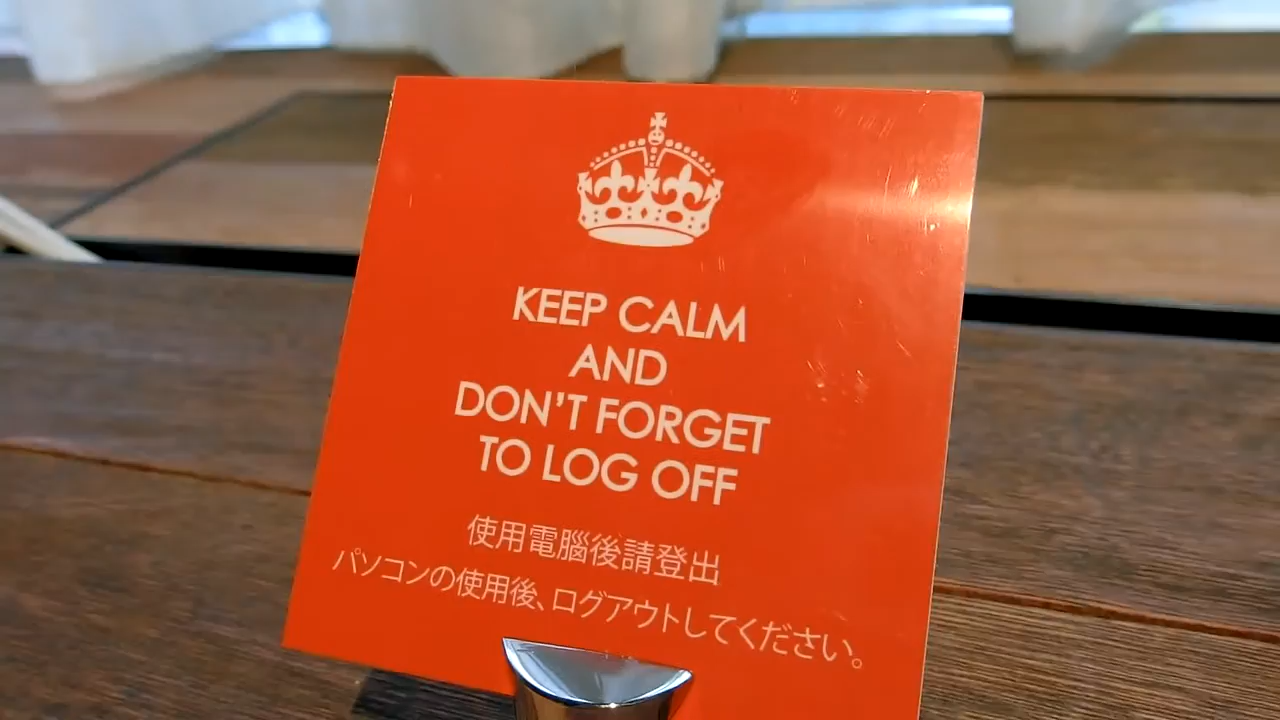 KEEP CALM
AND
DON'T FORGET
TO LOG OFF
使用電腦後請登出
パソコンの使用後、ログアウトしてください。